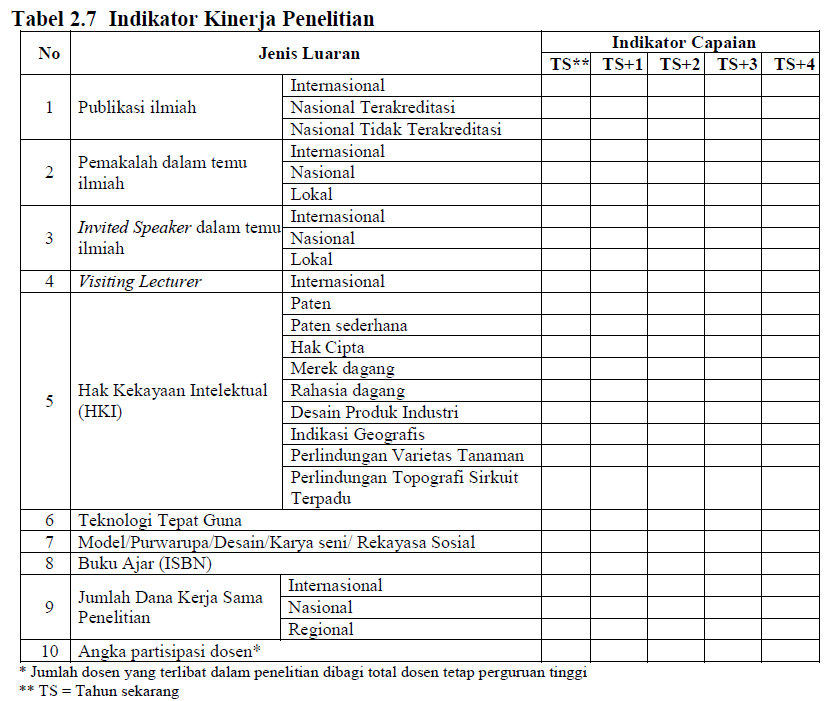 Tabel 2.7 Indikator Kinerja Penelitian
No Jenis Luaran Indikator Capaian
TS** TS+1 TS+2 TS+3 TS+4
1 Publikasi ilmiah
Internasional
Nasional Terakreditasi
Nasional Tidak Terakreditasi
2 Pemakalah dalam temu
ilmiah
Internasional
Nasional
Lokal
3 Invited Speaker dalam temu
ilmiah
Internasional
Nasional
Lokal
4 Visiting Lecturer Internasional
5 Hak Kekayaan Intelektual
(HKI)
Paten
Paten sederhana
Hak Cipta
Merek dagang
Rahasia dagang
Desain Produk Industri
Indikasi Geografis
Perlindungan Varietas Tanaman
Perlindungan Topografi Sirkuit
Terpadu
6 Teknologi Tepat Guna
7 Model/Purwarupa/Desain/Karya seni/ Rekayasa Sosial
8 Buku Ajar (ISBN)
9 Jumlah Dana Kerja Sama
Penelitian
Internasional
Nasional
Regional
10 Angka partisipasi dosen*
* Jumlah dosen yang terlibat dalam penelitian dibagi total dosen tetap perguruan tinggi
** TS = Tahun sekarang